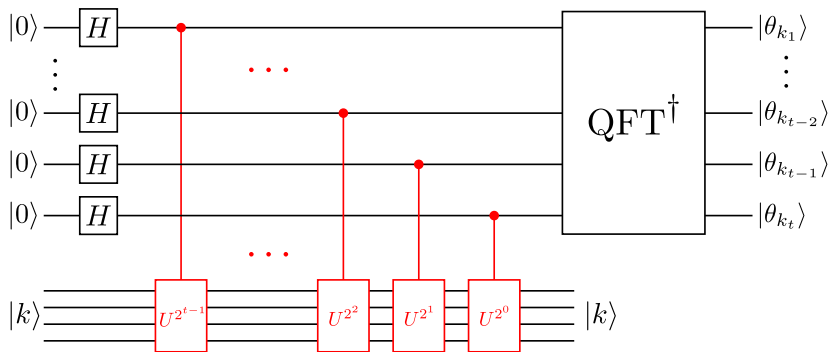 |0⟩ H |θ_{k_1}⟩
⋮ ⋯ ⋮
|0⟩ H QFT^† |θ_{k_{t-2}}⟩
|0⟩ H |θ_{k_{t-1}}⟩
|0⟩ H |θ_{k_t}⟩
⋯
|k⟩ U^{2^{t-1}} U^{2^2} U^{2^1} U^{2^0} |k⟩